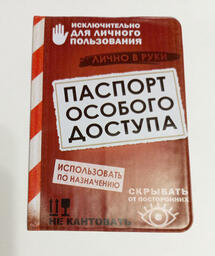 ИСКЛЮЧИТЕЛЬНО
ДЛЯ ЛИЧНОГО
ПОЛЬЗОВАНИЯ
ЛИЧНО В РУКИ
ПАСПОРТ
ОСОБОГО
ДОСТУПА
ИСПОЛЬЗОВАТЬ
ПО НАЗНАЧЕНИЮ
СКРЫВАТЬ
ОТ ПОСТОРОННИХ
НЕ КАНТОВАТЬ